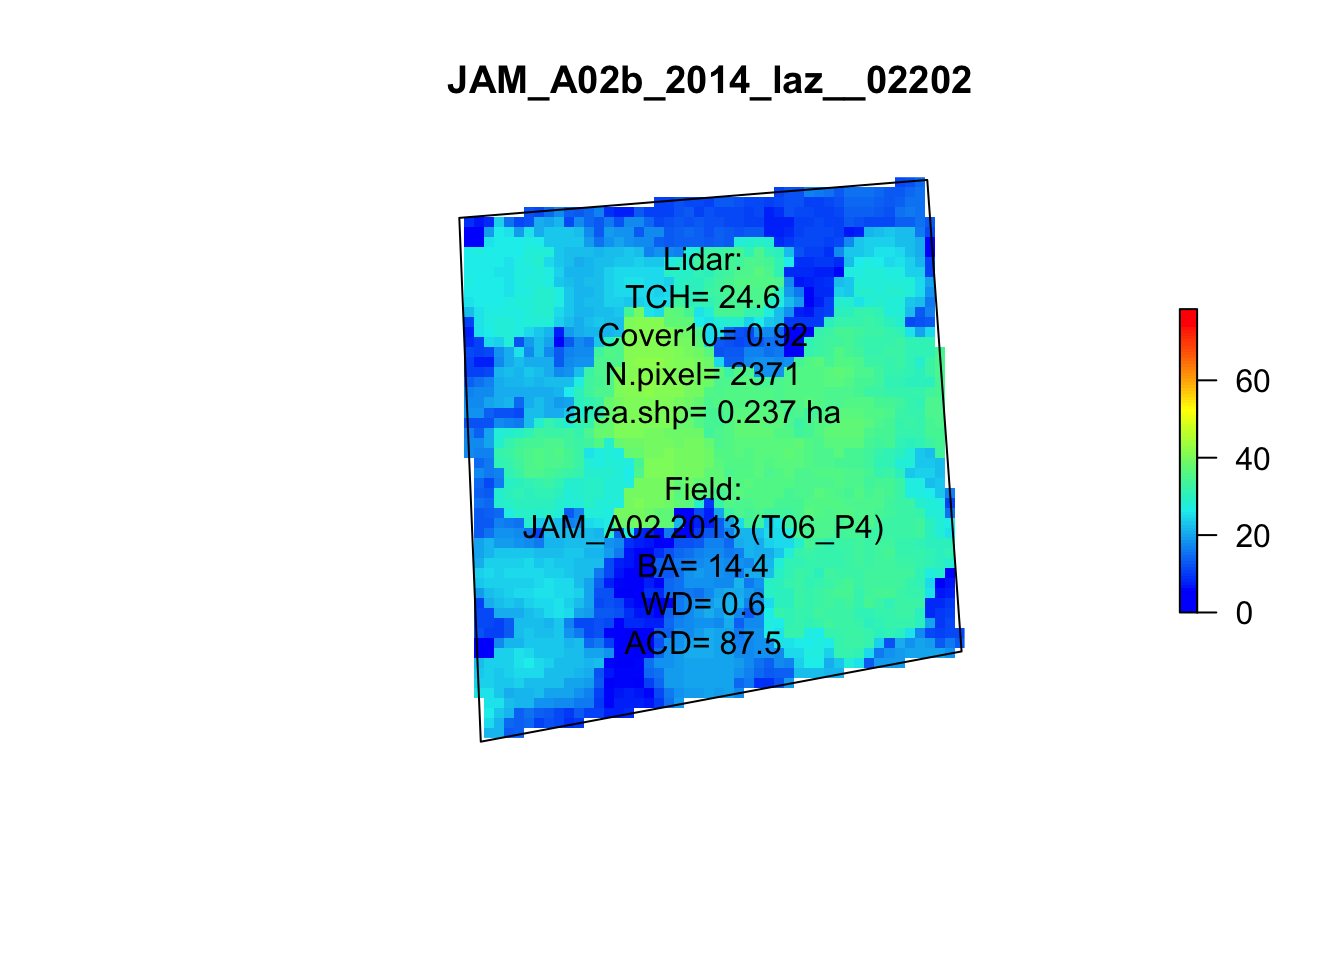 JAM_A02b_2014_laz__02202
Lidar:
TCH= 24.6
Cover10= 0.92
N.pixel= 2371
area.shp= 0.237 ha
Field:
JAM_A02 2013 (T06_P4)
BA= 14.4
WD= 0.6
ACD= 87.5
60
40
20
0